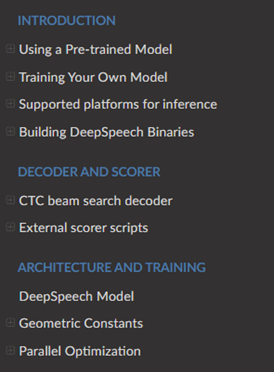 INTRODUCTION
Using a Pre-trained Model
Training Your Own Model
Supported platforms for inference
Building DeepSpeech Binaries
DECODER AND SCORER
CTC beam search decoder
External scorer scripts
ARCHITECTURE AND TRAINING
DeepSpeech Model
Geometric Constants
Parallel Optimization